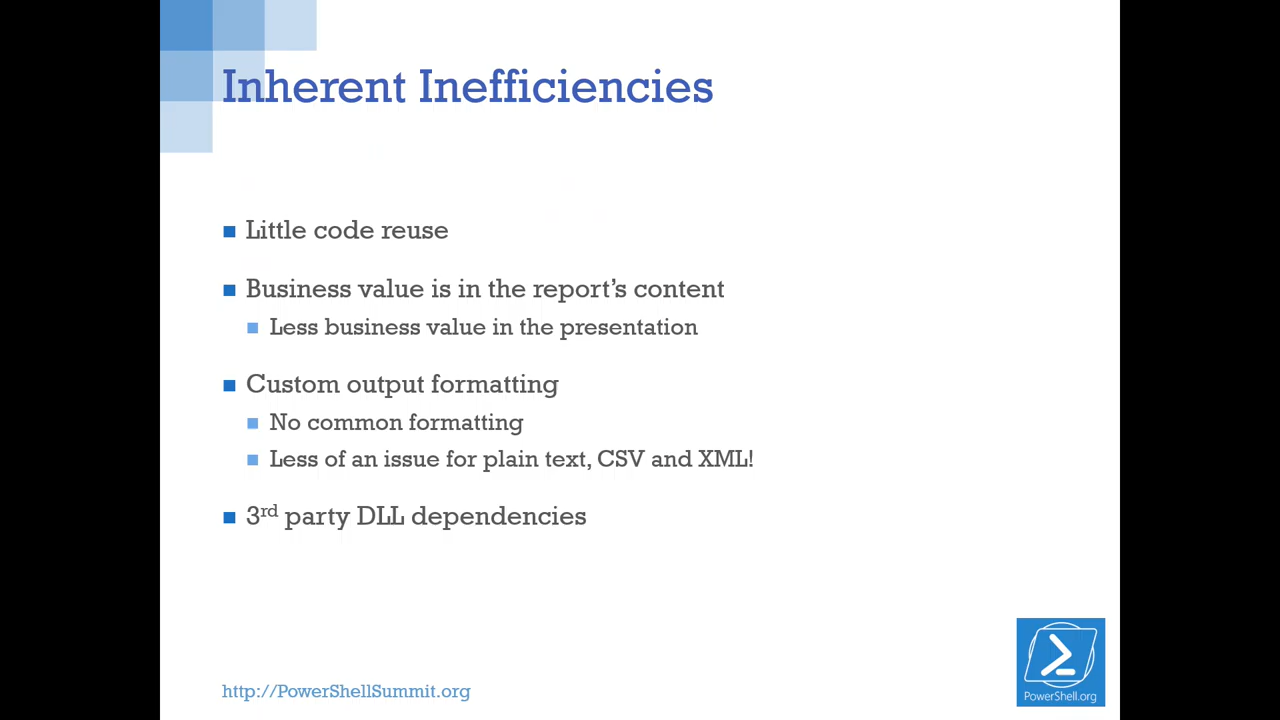 Inherent Inefficiencies
Little code reuse
Business value is in the report’s content
Less business value in the presentation
Custom output formatting
No common formatting
Less of an issue for plain text, CSV and XML!
3rd party DLL dependencies
http://PowerShellSummit.org
PowerShell.org